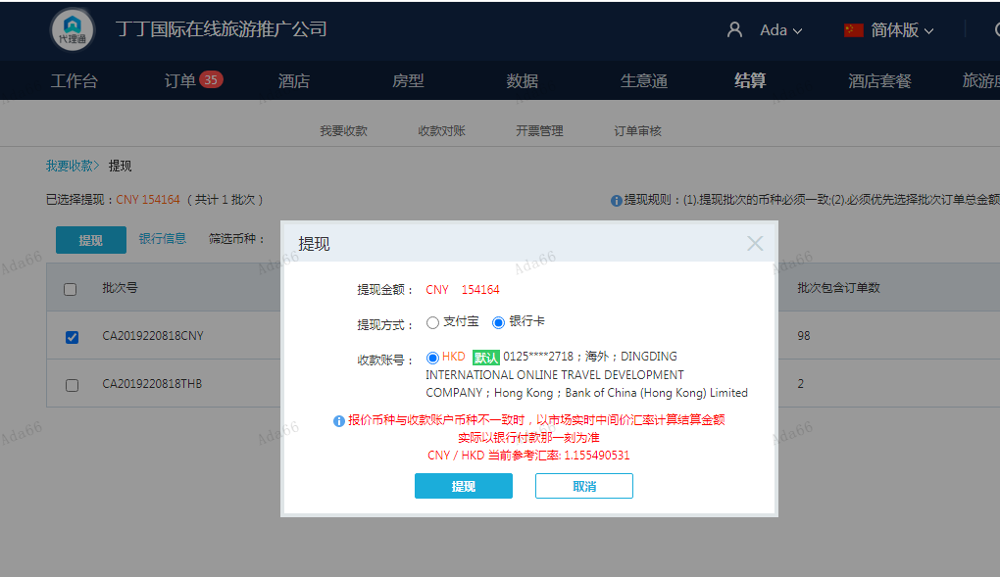 代理通
丁丁国际在线旅游推广公司
Ada
简体版
工作台
订单 35
酒店
房型
数据
生意通
结算
酒店套餐
旅游
我要收款
收款对账
开票管理
订单审核
我要收款> 提现
已选择提现：CNY 154164 （ 共计 1 批次 ）
提现规则：(1).提现批次的币种必须一致;(2).必须优先选择批次订单总金额
提现
银行信息
筛选币种：
批次号
批次包含订单数
CA2019220818CNY
98
CA2019220818THB
2
提现
提现金额： CNY 154164
提现方式： 支付宝 银行卡
收款账号： HKD 默认 0125****2718；海外；DINGDING
INTERNATIONAL ONLINE TRAVEL DEVELOPMENT
COMPANY；Hong Kong；Bank of China (Hong Kong) Limited
报价币种与收款账户币种不一致时，以市场实时中间价汇率计算结算金额
实际以银行付款那一刻为准
CNY / HKD 当前参考汇率: 1.155490531
提现
取消
Ada66
Ada66
Ada66
Ada66
Ada66
Ada66
Ada66